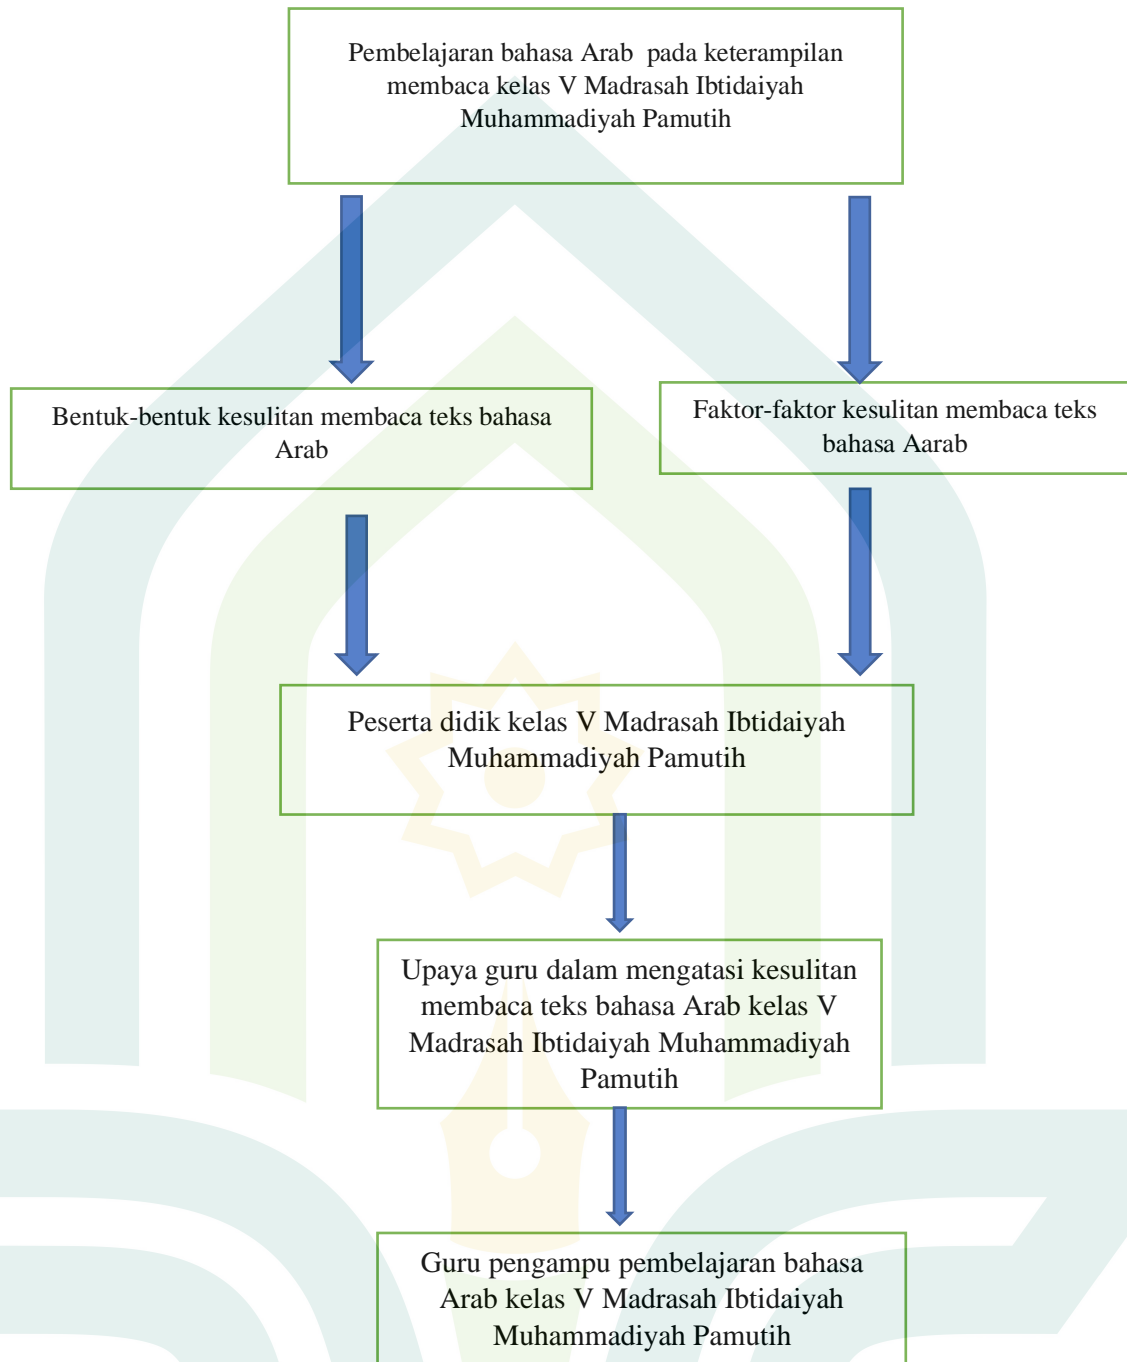 Pembelajaran bahasa Arab  pada keterampilan
membaca kelas V Madrasah Ibtidaiyah
Muhammadiyah Pamutih
Bentuk-bentuk kesulitan membaca teks bahasa
Arab
Faktor-faktor kesulitan membaca teks
bahasa Aarab
Peserta didik kelas V Madrasah Ibtidaiyah
Muhammadiyah Pamutih
Upaya guru dalam mengatasi kesulitan
membaca teks bahasa Arab kelas V
Madrasah Ibtidaiyah Muhammadiyah
Pamutih
Guru pengampu pembelajaran bahasa
Arab kelas V Madrasah Ibtidaiyah
Muhammadiyah Pamutih